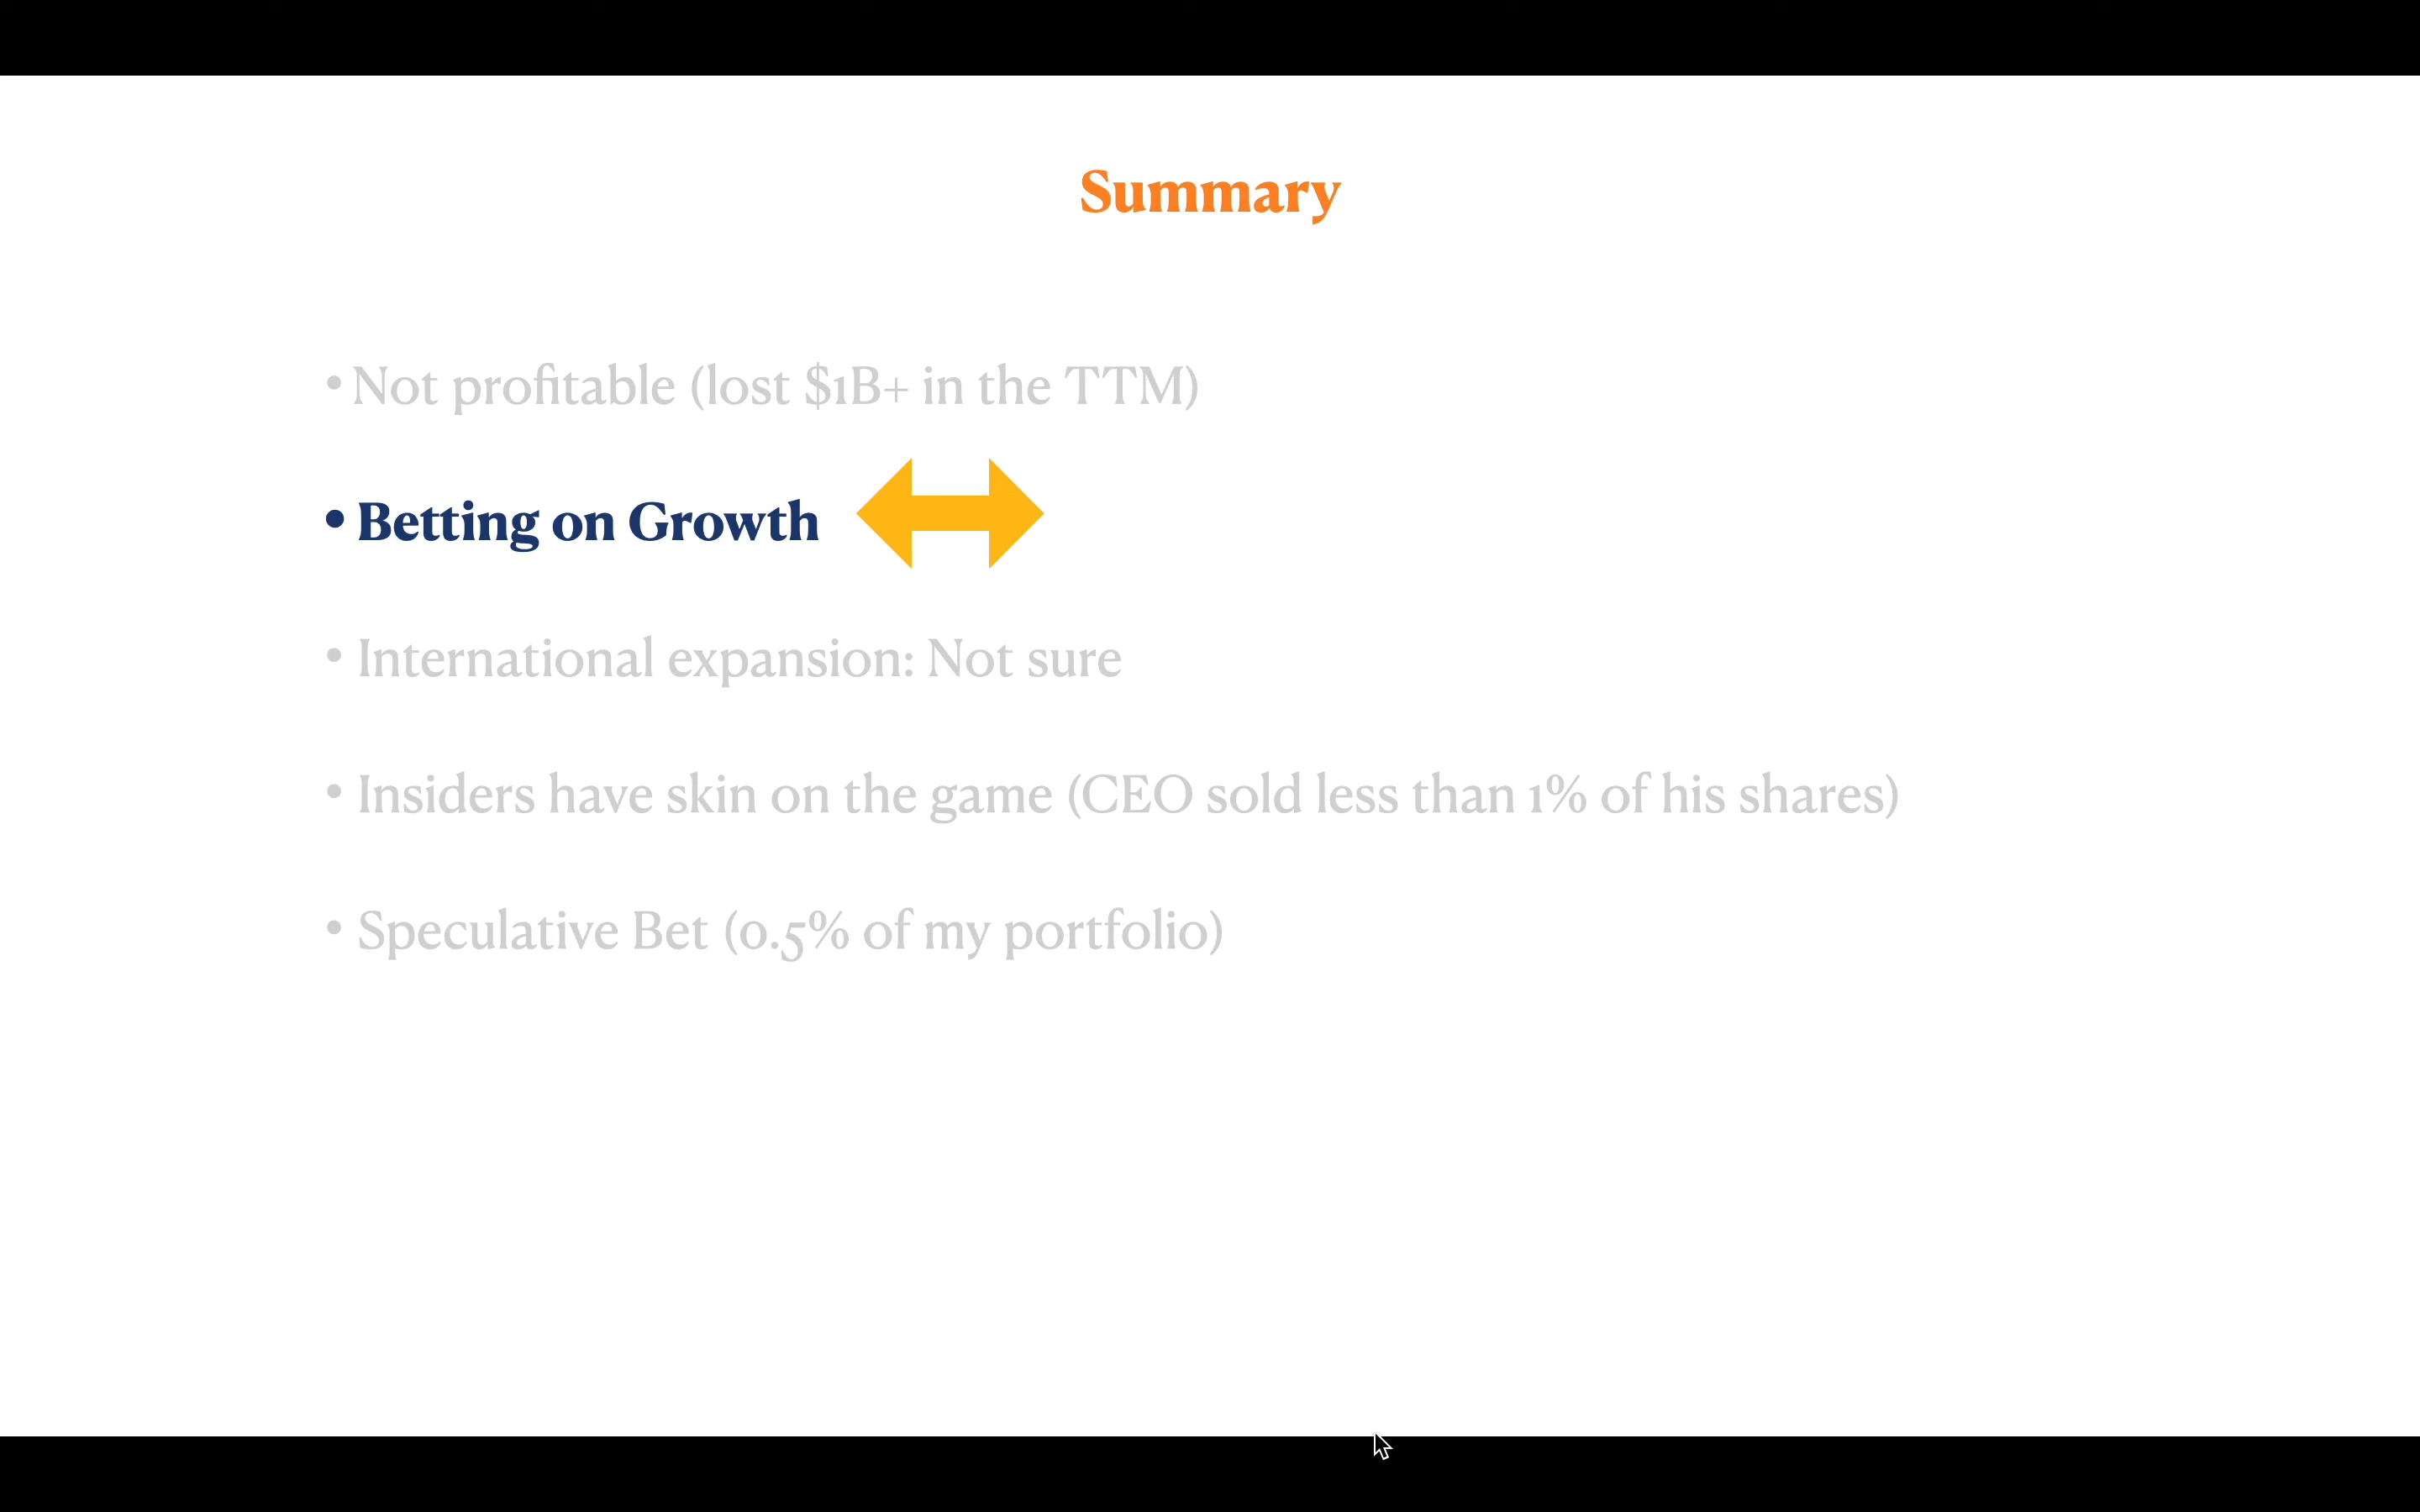 Summary
• Not profitable (lost $1B+ in the TTM)
• Betting on Growth
• International expansion: Not sure
• Insiders have skin on the game (CEO sold less than 1% of his shares)
• Speculative Bet (0.5% of my portfolio)